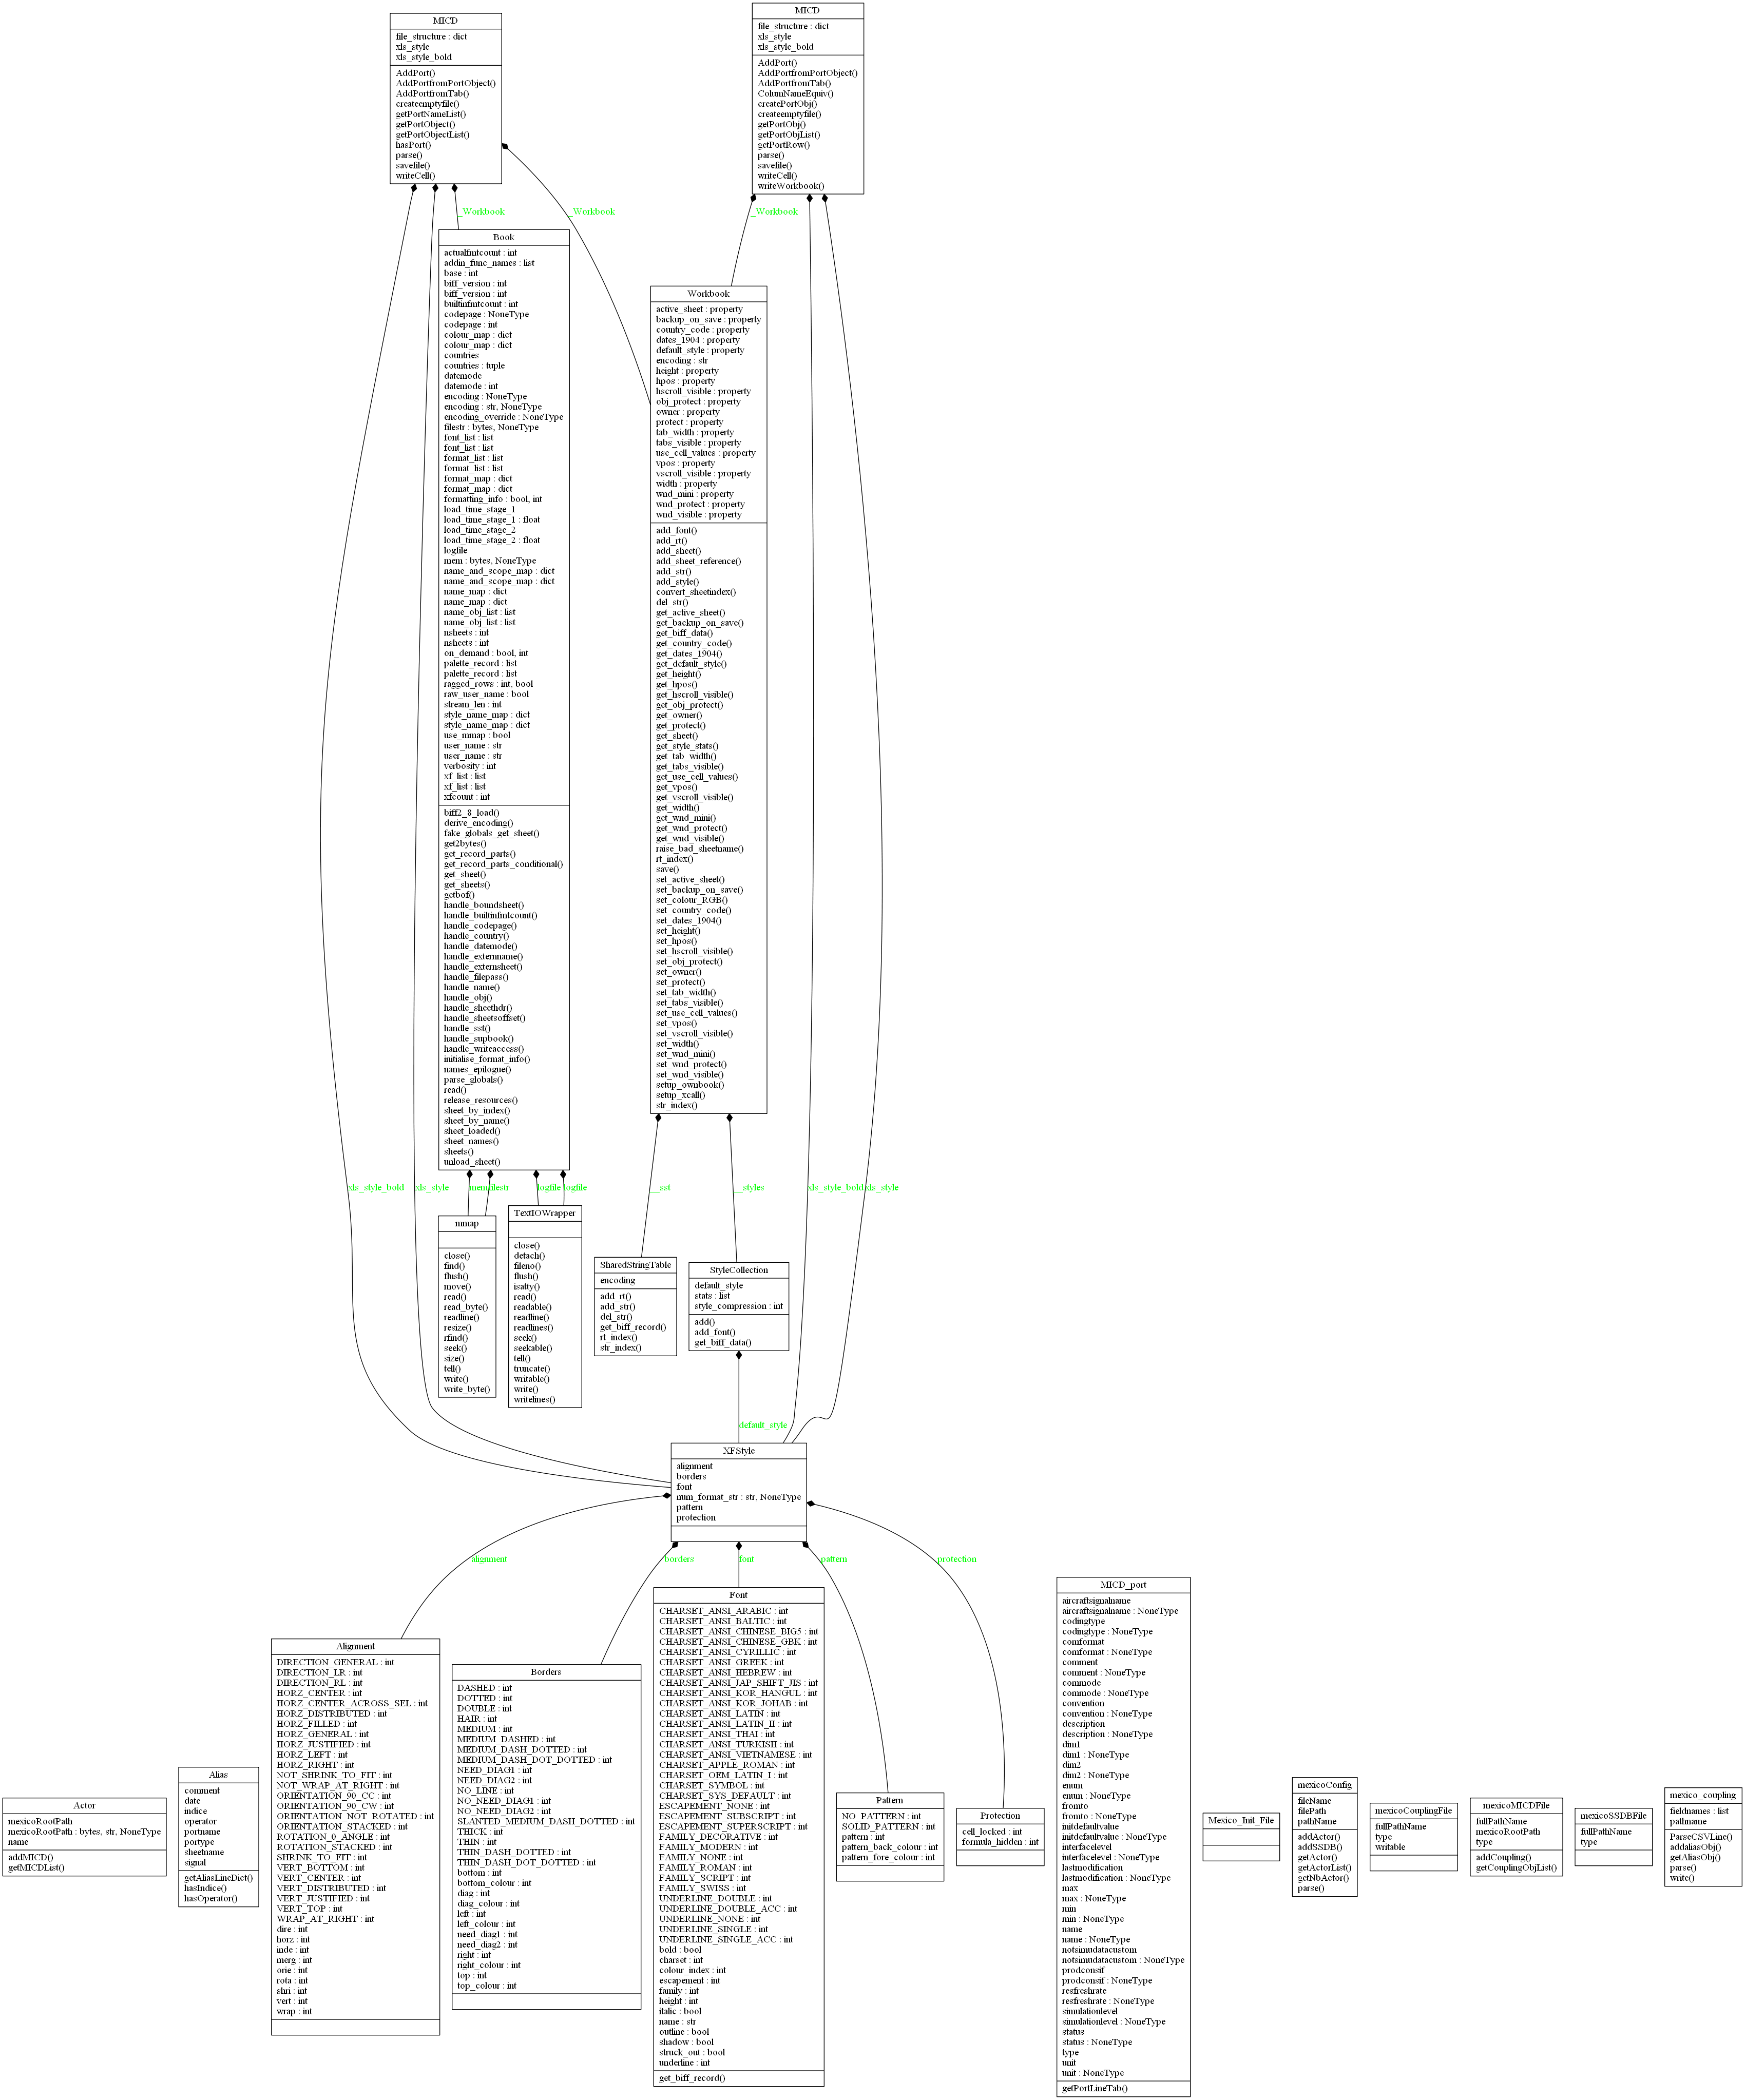 MICD
file_structure : dict
xls_style
xls_style_bold
AddPort()
AddPortfromPortObject()
AddPortfromTab()
createemptyfile()
getPortNameList()
getPortObject()
getPortObjectList()
hasPort()
parse()
savefile()
writeCell()
MICD
file_structure : dict
xls_style
xls_style_bold
AddPort()
AddPortfromPortObject()
AddPortfromTab()
ColumNameEquiv()
createPortObj()
createemptyfile()
getPortObj()
getPortObjList()
getPortRow()
parse()
savefile()
writeCell()
writeWorkbook()
_Workbook
_Workbook
_Workbook
Book
actualfmtcount : int
addin_func_names : list
base : int
biff_version : int
biff_version : int
builtinfmtcount : int
codepage : NoneType
codepage : int
colour_map : dict
colour_map : dict
countries
countries : tuple
datemode
datemode : int
encoding : NoneType
encoding : str, NoneType
encoding_override : NoneType
filestr : bytes, NoneType
font_list : list
font_list : list
format_list : list
format_list : list
format_map : dict
format_map : dict
formatting_info : bool, int
load_time_stage_1
load_time_stage_1 : float
load_time_stage_2
load_time_stage_2 : float
logfile
mem : bytes, NoneType
name_and_scope_map : dict
name_and_scope_map : dict
name_map : dict
name_map : dict
name_obj_list : list
name_obj_list : list
nsheets : int
nsheets : int
on_demand : bool, int
palette_record : list
palette_record : list
ragged_rows : int, bool
raw_user_name : bool
stream_len : int
style_name_map : dict
style_name_map : dict
use_mmap : bool
user_name : str
user_name : str
verbosity : int
xf_list : list
xf_list : list
xfcount : int
biff2_8_load()
derive_encoding()
fake_globals_get_sheet()
get2bytes()
get_record_parts()
get_record_parts_conditional()
get_sheet()
get_sheets()
getbof()
handle_boundsheet()
handle_builtinfmtcount()
handle_codepage()
handle_country()
handle_datemode()
handle_externname()
handle_externsheet()
handle_filepass()
handle_name()
handle_obj()
handle_sheethdr()
handle_sheetsoffset()
handle_sst()
handle_supbook()
handle_writeaccess()
initialise_format_info()
names_epilogue()
parse_globals()
read()
release_resources()
sheet_by_index()
sheet_by_name()
sheet_loaded()
sheet_names()
sheets()
unload_sheet()
Workbook
active_sheet : property
backup_on_save : property
country_code : property
dates_1904 : property
default_style : property
encoding : str
height : property
hpos : property
hscroll_visible : property
obj_protect : property
owner : property
protect : property
tab_width : property
tabs_visible : property
use_cell_values : property
vpos : property
vscroll_visible : property
width : property
wnd_mini : property
wnd_protect : property
wnd_visible : property
add_font()
add_rt()
add_sheet()
add_sheet_reference()
add_str()
add_style()
convert_sheetindex()
del_str()
get_active_sheet()
get_backup_on_save()
get_biff_data()
get_country_code()
get_dates_1904()
get_default_style()
get_height()
get_hpos()
get_hscroll_visible()
get_obj_protect()
get_owner()
get_protect()
get_sheet()
get_style_stats()
get_tab_width()
get_tabs_visible()
get_use_cell_values()
get_vpos()
get_vscroll_visible()
get_width()
get_wnd_mini()
get_wnd_protect()
get_wnd_visible()
raise_bad_sheetname()
rt_index()
save()
set_active_sheet()
set_backup_on_save()
set_colour_RGB()
set_country_code()
set_dates_1904()
set_height()
set_hpos()
set_hscroll_visible()
set_obj_protect()
set_owner()
set_protect()
set_tab_width()
set_tabs_visible()
set_use_cell_values()
set_vpos()
set_vscroll_visible()
set_width()
set_wnd_mini()
set_wnd_protect()
set_wnd_visible()
setup_ownbook()
setup_xcall()
str_index()
xls_style_bold
xls_style
mem
filestr
logfile
logfile
__sst
__styles
xls_style_bold
xls_style
mmap
close()
find()
flush()
move()
read()
read_byte()
readline()
resize()
rfind()
seek()
size()
tell()
write()
write_byte()
TextIOWrapper
close()
detach()
fileno()
flush()
isatty()
read()
readable()
readline()
readlines()
seek()
seekable()
tell()
truncate()
writable()
write()
writelines()
SharedStringTable
encoding
add_rt()
add_str()
del_str()
get_biff_record()
rt_index()
str_index()
StyleCollection
default_style
stats : list
style_compression : int
add()
add_font()
get_biff_data()
default_style
XFStyle
alignment
borders
font
num_format_str : str, NoneType
pattern
protection
alignment
borders
font
pattern
protection
Actor
mexicoRootPath
mexicoRootPath : bytes, str, NoneType
name
addMICD()
getMICDList()
Alias
comment
date
indice
operator
portname
portype
sheetname
signal
getAliasLineDict()
hasIndice()
hasOperator()
Alignment
DIRECTION_GENERAL : int
DIRECTION_LR : int
DIRECTION_RL : int
HORZ_CENTER : int
HORZ_CENTER_ACROSS_SEL : int
HORZ_DISTRIBUTED : int
HORZ_FILLED : int
HORZ_GENERAL : int
HORZ_JUSTIFIED : int
HORZ_LEFT : int
HORZ_RIGHT : int
NOT_SHRINK_TO_FIT : int
NOT_WRAP_AT_RIGHT : int
ORIENTATION_90_CC : int
ORIENTATION_90_CW : int
ORIENTATION_NOT_ROTATED : int
ORIENTATION_STACKED : int
ROTATION_0_ANGLE : int
ROTATION_STACKED : int
SHRINK_TO_FIT : int
VERT_BOTTOM : int
VERT_CENTER : int
VERT_DISTRIBUTED : int
VERT_JUSTIFIED : int
VERT_TOP : int
WRAP_AT_RIGHT : int
dire : int
horz : int
inde : int
merg : int
orie : int
rota : int
shri : int
vert : int
wrap : int
Borders
DASHED : int
DOTTED : int
DOUBLE : int
HAIR : int
MEDIUM : int
MEDIUM_DASHED : int
MEDIUM_DASH_DOTTED : int
MEDIUM_DASH_DOT_DOTTED : int
NEED_DIAG1 : int
NEED_DIAG2 : int
NO_LINE : int
NO_NEED_DIAG1 : int
NO_NEED_DIAG2 : int
SLANTED_MEDIUM_DASH_DOTTED : int
THICK : int
THIN : int
THIN_DASH_DOTTED : int
THIN_DASH_DOT_DOTTED : int
bottom : int
bottom_colour : int
diag : int
diag_colour : int
left : int
left_colour : int
need_diag1 : int
need_diag2 : int
right : int
right_colour : int
top : int
top_colour : int
Font
CHARSET_ANSI_ARABIC : int
CHARSET_ANSI_BALTIC : int
CHARSET_ANSI_CHINESE_BIG5 : int
CHARSET_ANSI_CHINESE_GBK : int
CHARSET_ANSI_CYRILLIC : int
CHARSET_ANSI_GREEK : int
CHARSET_ANSI_HEBREW : int
CHARSET_ANSI_JAP_SHIFT_JIS : int
CHARSET_ANSI_KOR_HANGUL : int
CHARSET_ANSI_KOR_JOHAB : int
CHARSET_ANSI_LATIN : int
CHARSET_ANSI_LATIN_II : int
CHARSET_ANSI_THAI : int
CHARSET_ANSI_TURKISH : int
CHARSET_ANSI_VIETNAMESE : int
CHARSET_APPLE_ROMAN : int
CHARSET_OEM_LATIN_I : int
CHARSET_SYMBOL : int
CHARSET_SYS_DEFAULT : int
ESCAPEMENT_NONE : int
ESCAPEMENT_SUBSCRIPT : int
ESCAPEMENT_SUPERSCRIPT : int
FAMILY_DECORATIVE : int
FAMILY_MODERN : int
FAMILY_NONE : int
FAMILY_ROMAN : int
FAMILY_SCRIPT : int
FAMILY_SWISS : int
UNDERLINE_DOUBLE : int
UNDERLINE_DOUBLE_ACC : int
UNDERLINE_NONE : int
UNDERLINE_SINGLE : int
UNDERLINE_SINGLE_ACC : int
bold : bool
charset : int
colour_index : int
escapement : int
family : int
height : int
italic : bool
name : str
outline : bool
shadow : bool
struck_out : bool
underline : int
get_biff_record()
Pattern
NO_PATTERN : int
SOLID_PATTERN : int
pattern : int
pattern_back_colour : int
pattern_fore_colour : int
Protection
cell_locked : int
formula_hidden : int
MICD_port
aircraftsignalname
aircraftsignalname : NoneType
codingtype
codingtype : NoneType
comformat
comformat : NoneType
comment
comment : NoneType
commode
commode : NoneType
convention
convention : NoneType
description
description : NoneType
dim1
dim1 : NoneType
dim2
dim2 : NoneType
enum
enum : NoneType
fromto
fromto : NoneType
initdefaultvalue
initdefaultvalue : NoneType
interfacelevel
interfacelevel : NoneType
lastmodification
lastmodification : NoneType
max
max : NoneType
min
min : NoneType
name
name : NoneType
notsimudatacustom
notsimudatacustom : NoneType
prodconsif
prodconsif : NoneType
resfreshrate
resfreshrate : NoneType
simulationlevel
simulationlevel : NoneType
status
status : NoneType
type
unit
unit : NoneType
getPortLineTab()
Mexico_Init_File
mexicoConfig
fileName
filePath
pathName
addActor()
addSSDB()
getActor()
getActorList()
getNbActor()
parse()
mexicoCouplingFile
fullPathName
type
writable
mexicoMICDFile
fullPathName
mexicoRootPath
type
addCoupling()
getCouplingObjList()
mexicoSSDBFile
fullPathName
type
mexico_coupling
fieldnames : list
pathname
ParseCSVLine()
addaliasObj()
getAliasObj()
parse()
write()